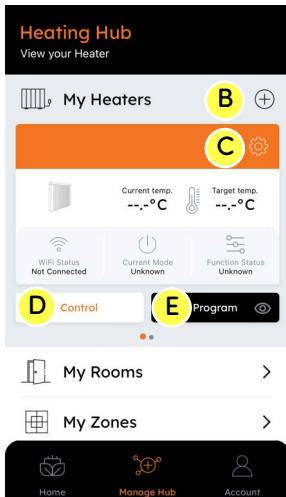 Heating Hub
View your Heater
My Heaters B
C
Current temp. Target temp.
--.-°C --.-°C
WiFi Status Current Mode Function Status
Not Connected Unknown Unknown
D Control E Program
My Rooms
My Zones
Home Manage Hub Account